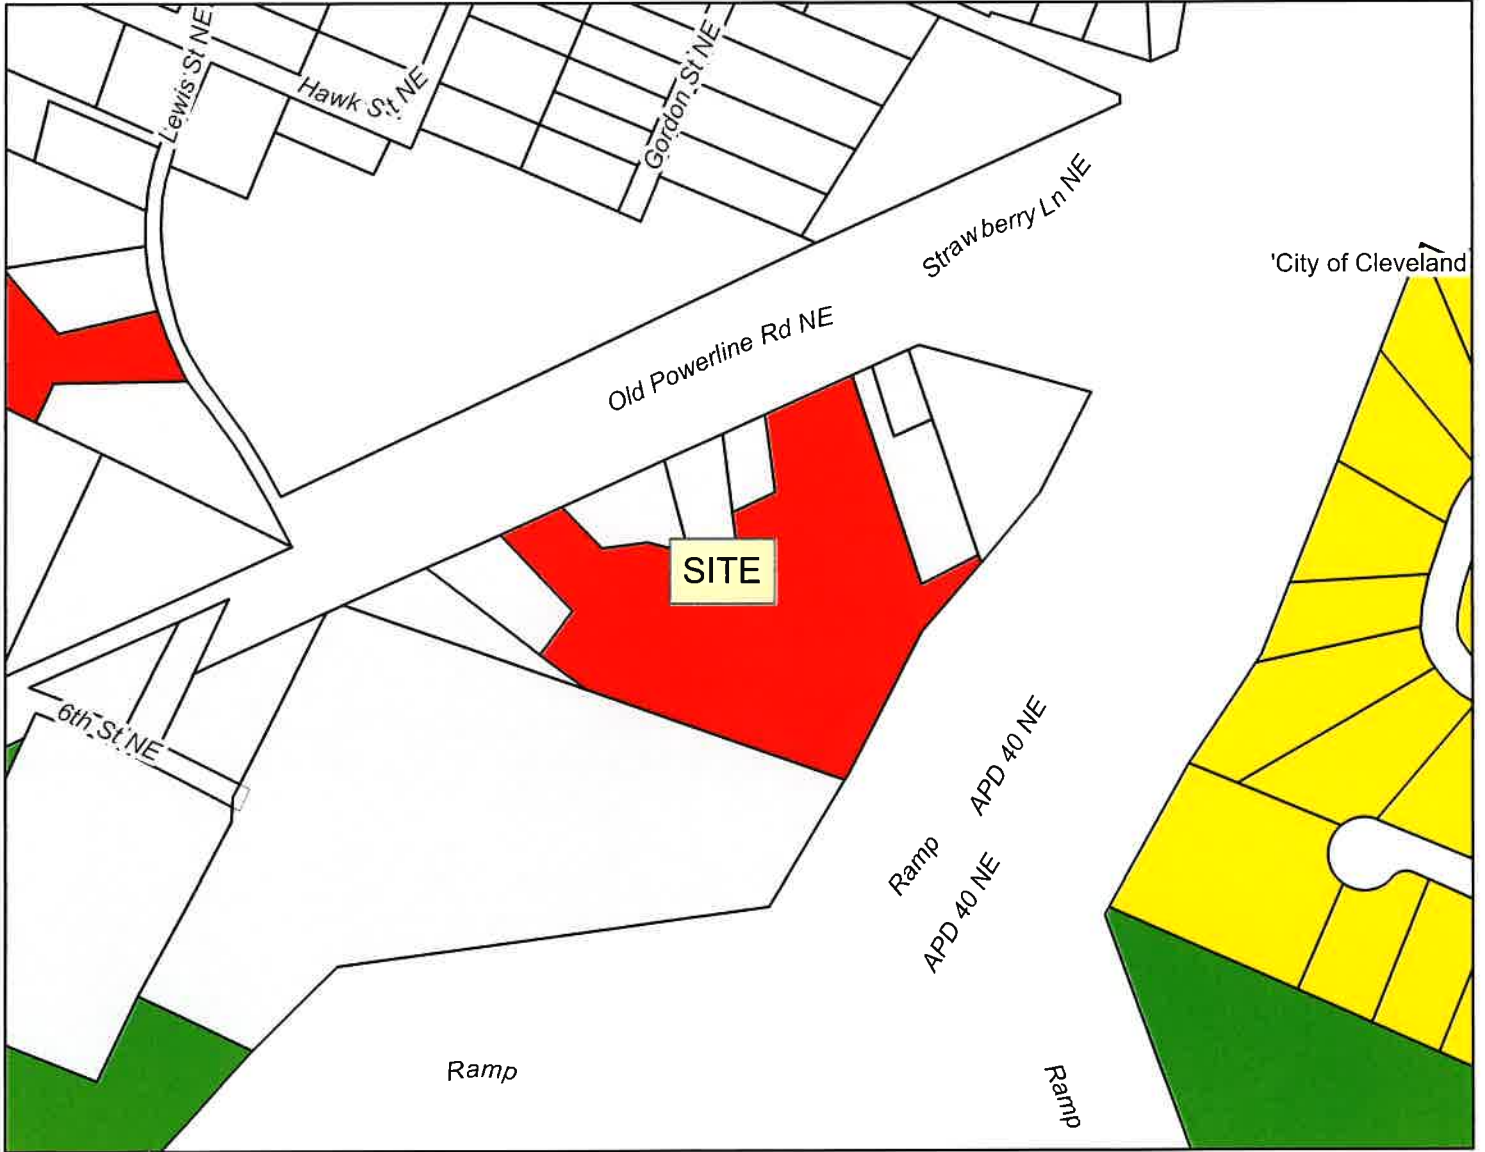 Lewis St NE
Hawk St NE
Gordon St NE
Strawberry Ln NE
'City of Cleveland
Old Powerline Rd NE
SITE
6th St NE
APD 40 NE
Ramp
APD 40 NE
Ramp
Ramp